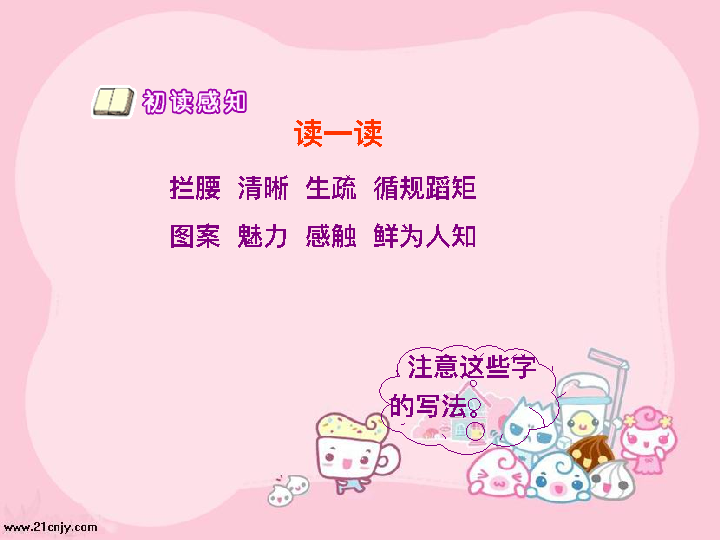 初读感知
读一读
拦腰 清晰 生疏 循规蹈矩
图案 魅力 感触 鲜为人知
注意这些字
的写法。
www.21cnjy.com